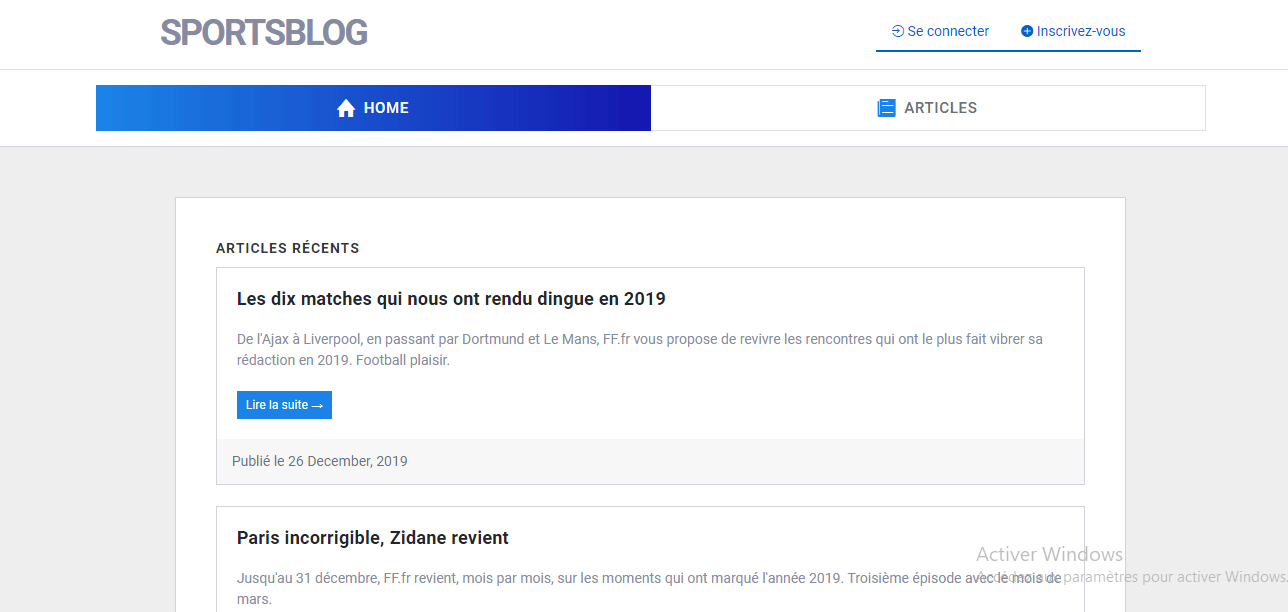 SPORTSBLOG
Se connecter
Inscrivez-vous
HOME
ARTICLES
ARTICLES RÉCENTS
Les dix matches qui nous ont rendu dingue en 2019
De l'Ajax à Liverpool, en passant par Dortmund et Le Mans, FF.fr vous propose de revivre les rencontres qui ont le plus fait vibrer sa
rédaction en 2019. Football plaisir.
Lire la suite →
Publié le 26 December, 2019
Paris incorrigible, Zidane revient
Activer Windows
Jusqu'au 31 décembre, FF.fr revient, mois par mois, sur les moments qui ont marqué l'année 2019. Troisième épisode avec le mois de
Accédez aux paramètres pour activer Windows.
mars.